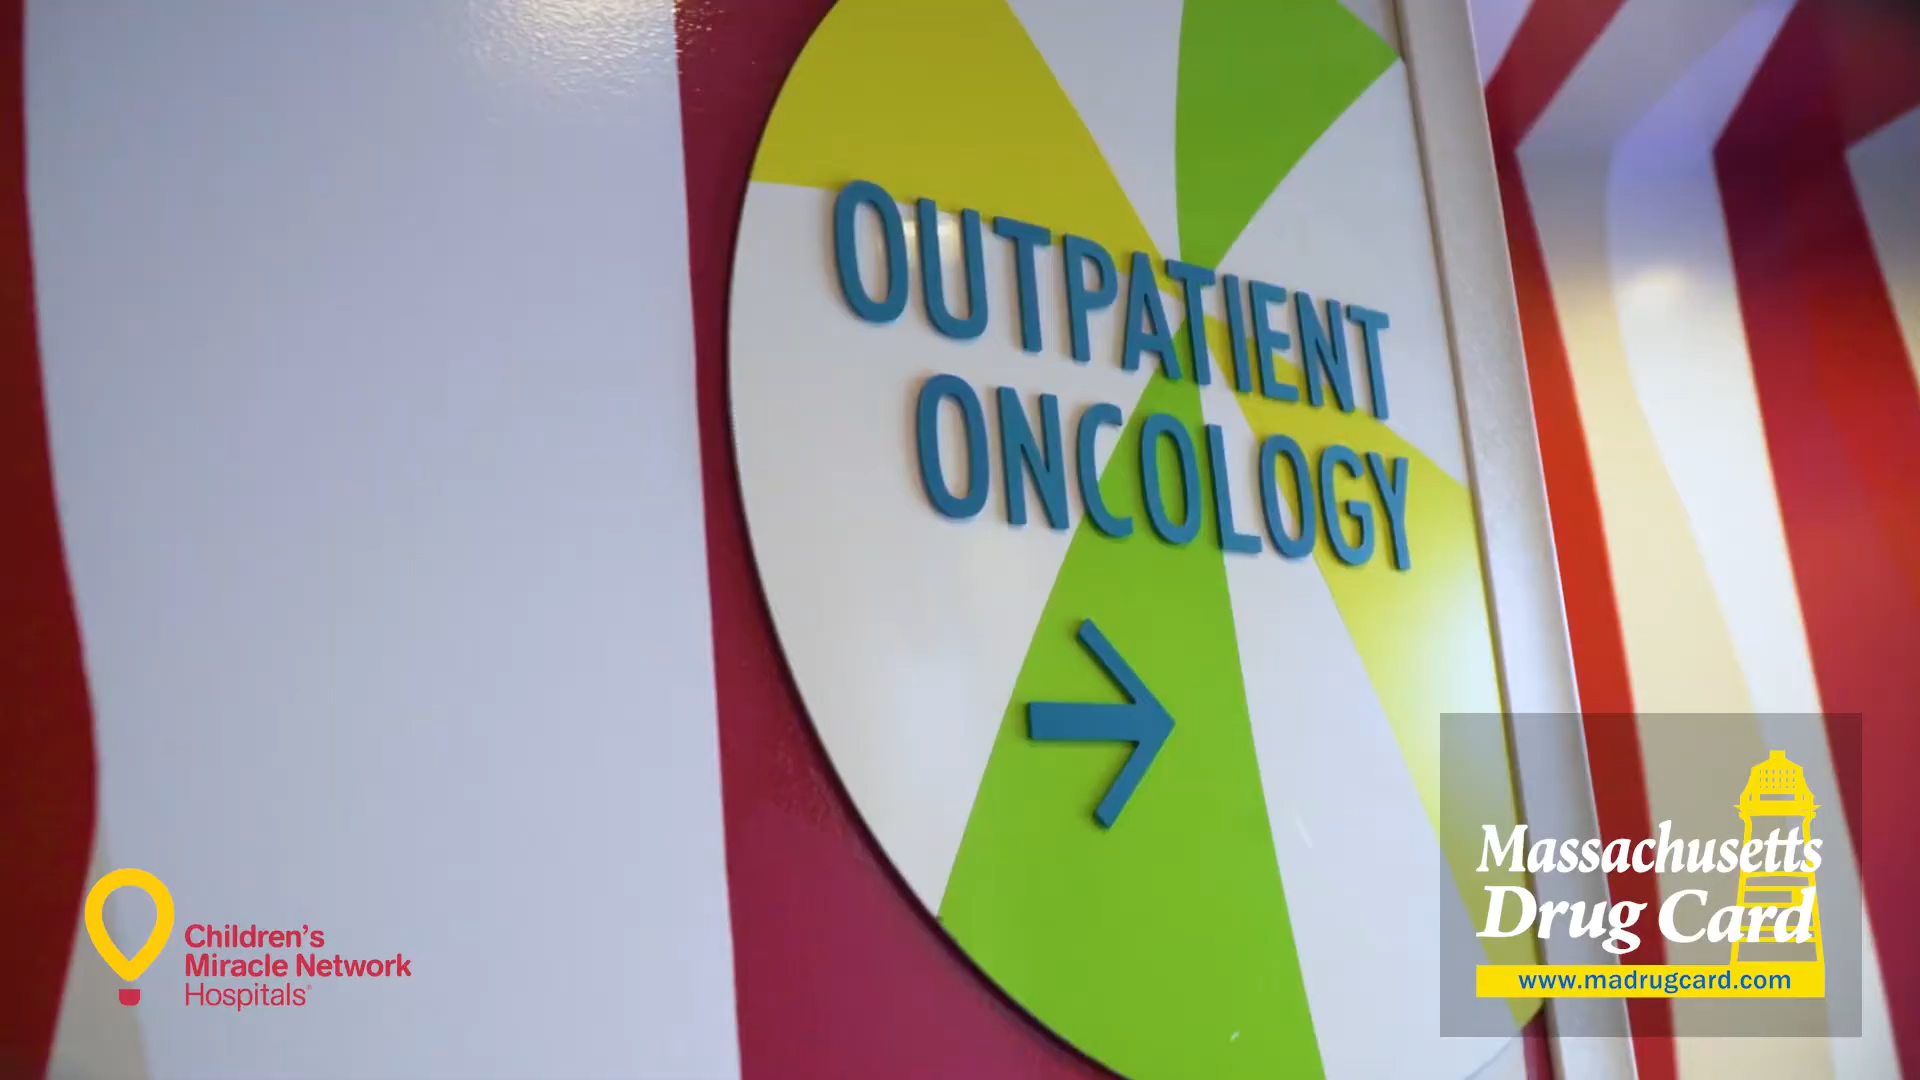 OUTPATIENT
ONCOLOGY
Children's
Miracle Network
Hospitals®
Massachusetts
Drug Card
www.madrugcard.com